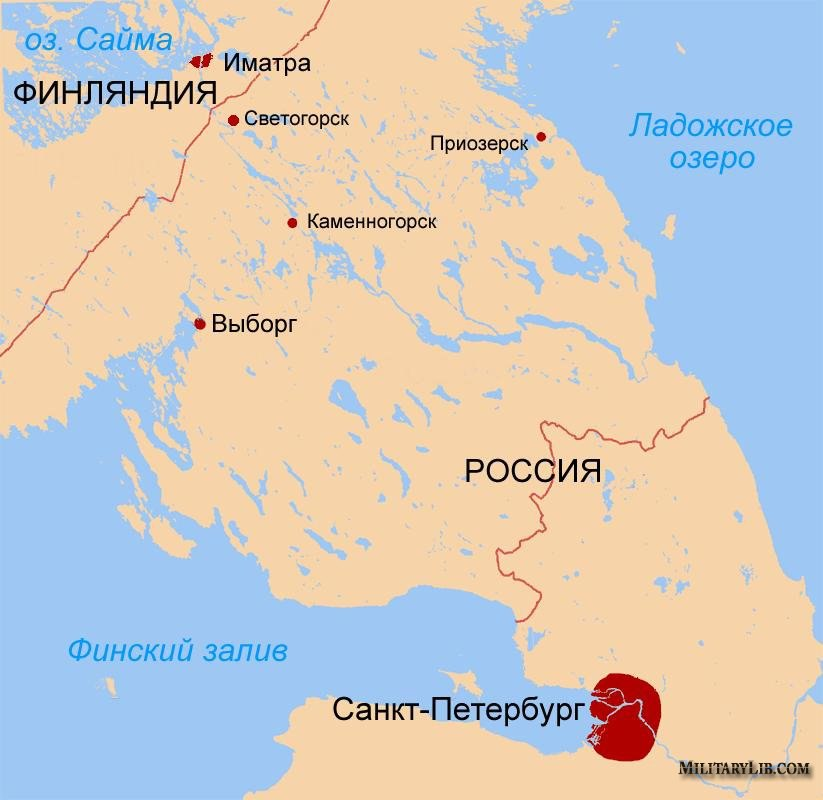 оз. Сайма
Иматра
ФИНЛЯНДИЯ
Светогорск
Ладожское
озеро
Приозерск
Каменногорск
Выборг
РОССИЯ
Финский залив
Санкт-Петербург
MILITARYLIB.COM